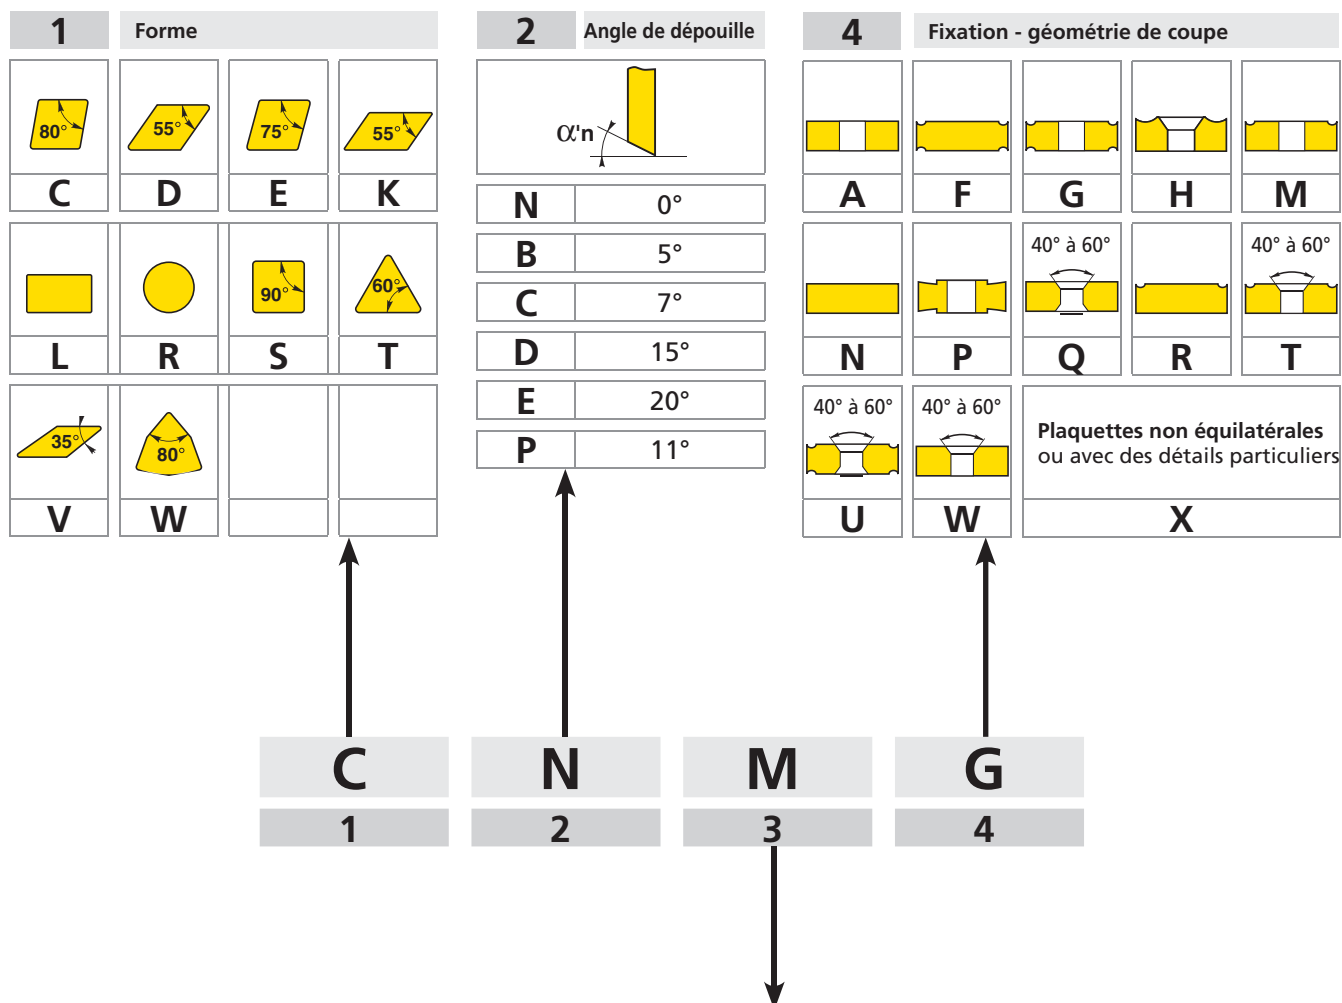 1 Forme
80° 55° 75° 55°
C D E K
90° 60°
L R S T
35° 80°
V W
2 Angle de dépouille
α'n
N 0°
B 5°
C 7°
D 15°
E 20°
P 11°
4 Fixation - géométrie de coupe
A F G H M
40° à 60° 40° à 60°
N P Q R T
40° à 60° 40° à 60°
Plaquettes non équilatérales
ou avec des détails particuliers
U W X
C N M G
1 2 3 4